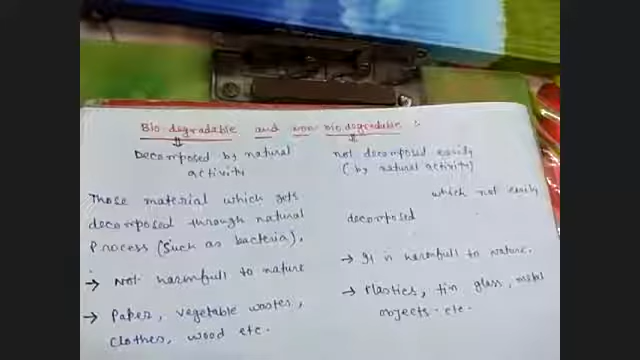 Bio degradable and non biodegradable :
⇓ ⇓
Decomposed by natural
activity
not decomposed easily
(by natural activity)
Those material which gets
decomposed through natural
Process (such as bacteria).
→ Not harmfull to nature
→ Paper, vegetable wastes,
clothes, wood etc.
which not easily
decomposed
→ It is harmfull to nature.
→ Plastics, tin glass, metal
objects. etc.